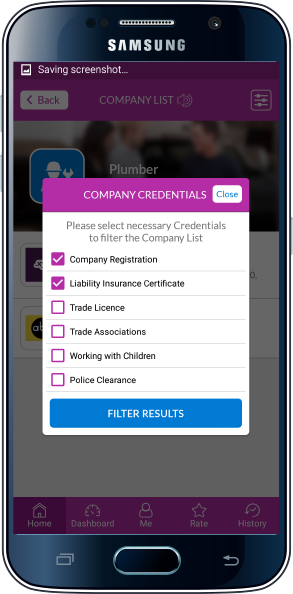 SAMSUNG
Saving screenshot...
Back
COMPANY LIST
Plumber
COMPANY CREDENTIALS
Close
Please select necessary Credentials
to filter the Company List
Company Registration
Liability Insurance Certificate
Trade Licence
Trade Associations
Working with Children
Police Clearance
FILTER RESULTS
Home
Dashboard
Me
Rate
History